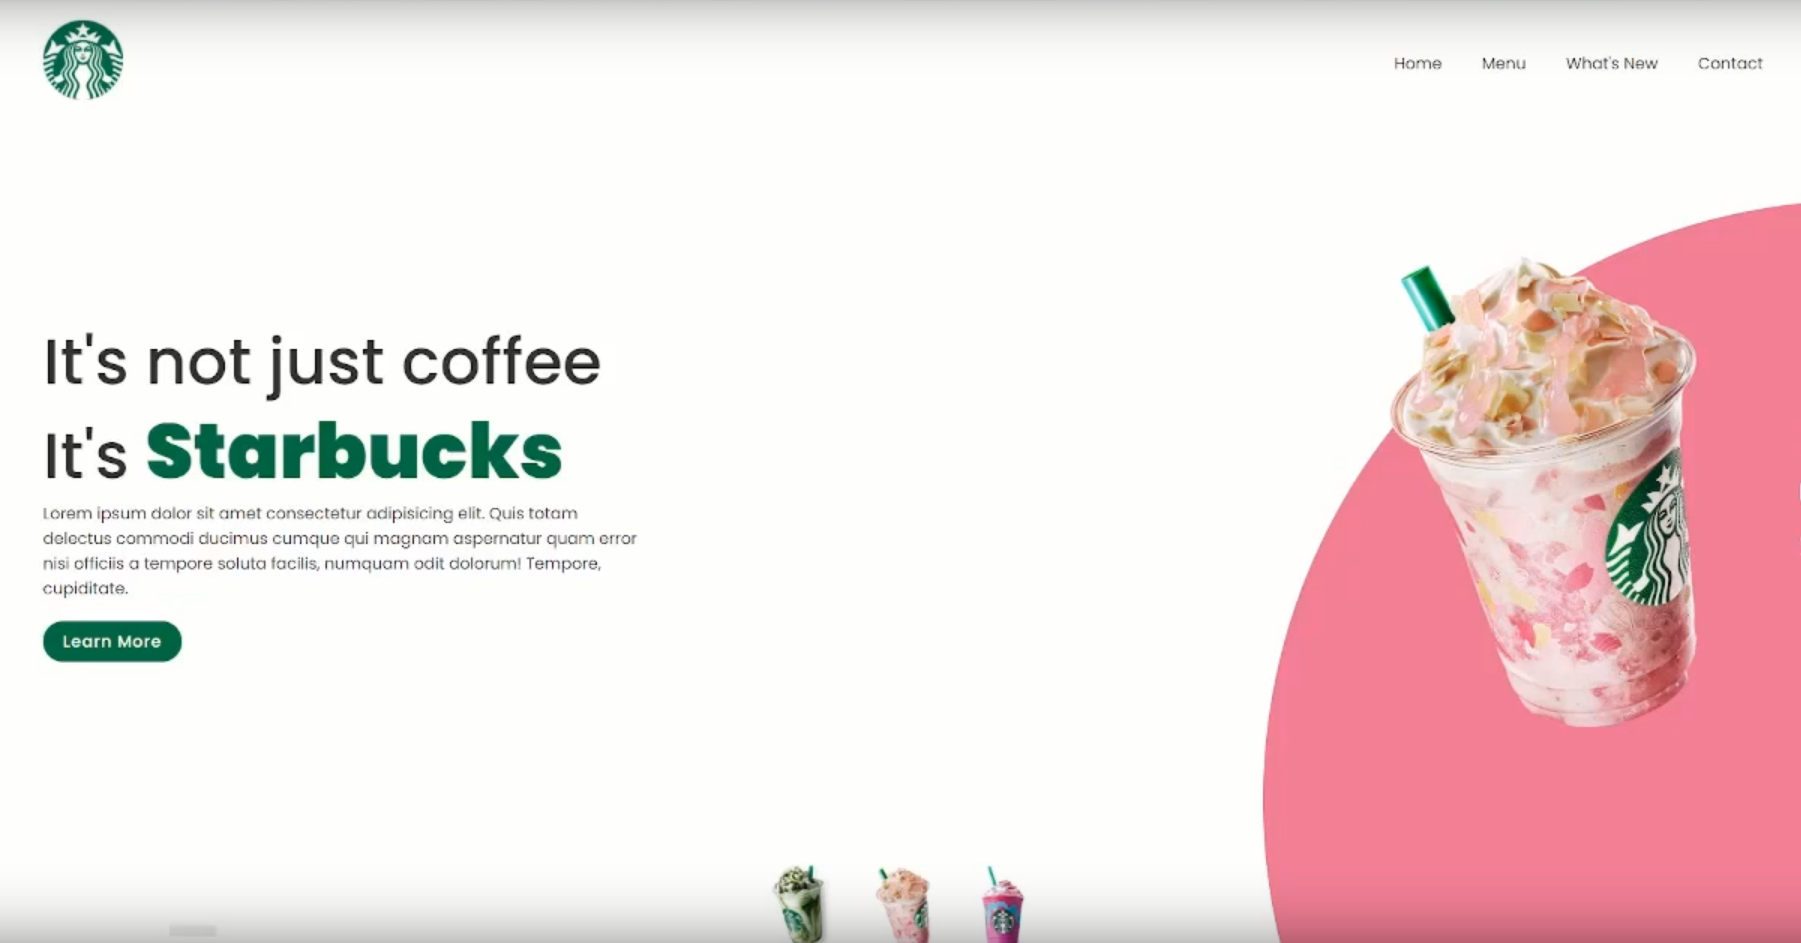 Home Menu What's New Contact
It's not just coffee
It's Starbucks
Lorem ipsum dolor sit amet consectetur adipisicing elit. Quis totam
delectus commodi ducimus cumque qui magnam aspernatur quam error
nisi officiis a tempore soluta facilis, numquam odit dolorum! Tempore,
cupiditate.
Learn More